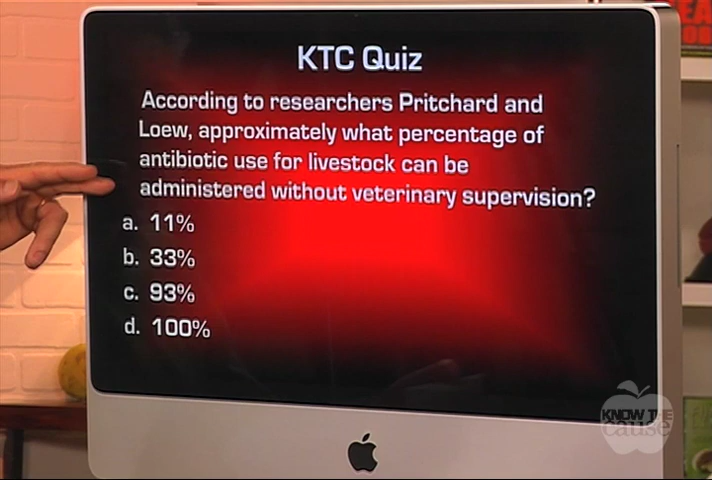 KTC Quiz
According to researchers Pritchard and
Loew, approximately what percentage of
antibiotic use for livestock can be
administered without veterinary supervision?
a. 11%
b. 33%
c. 93%
d. 100%
KNOW THE
cause